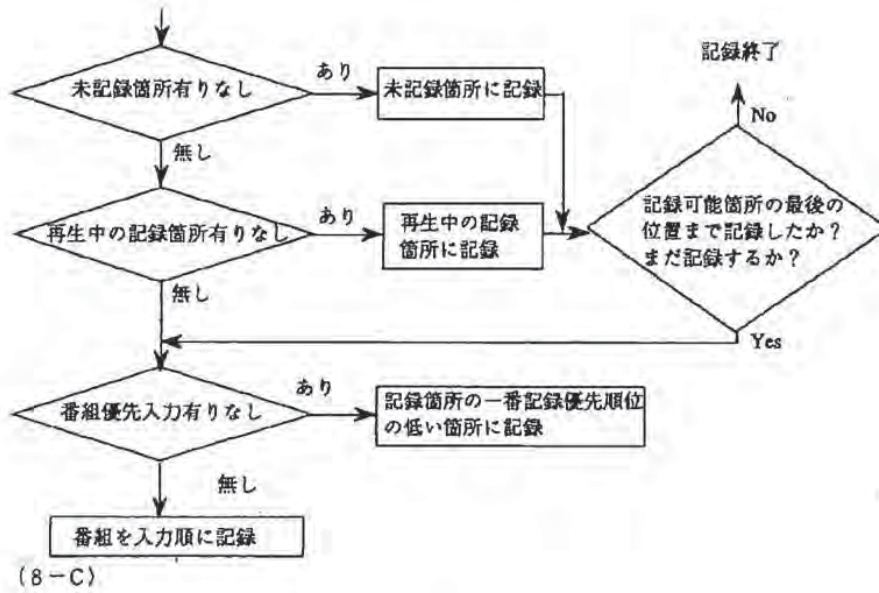 未記録箇所有りなし
あり
未記録箇所に記録
記録終了
No
無し
再生中の記録箇所有りなし
あり
再生中の記録
箇所に記録
記録可能箇所の最後の
位置まで記録したか?
まだ記録するか?
無し
Yes
番組優先入力有りなし
あり
記録箇所の一番記録優先順位
の低い箇所に記録
無し
番組を入力順に記録
(8-C)